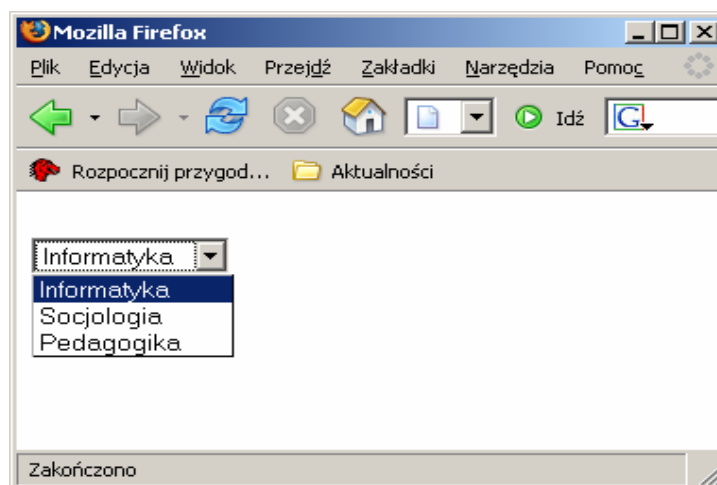 Mozilla Firefox
Plik Edycja Widok Przejdź Zakładki Narzędzia Pomoc
Idź G
Rozpocznij przygod... Aktualności
Informatyka
Informatyka
Socjologia
Pedagogika
Zakończono